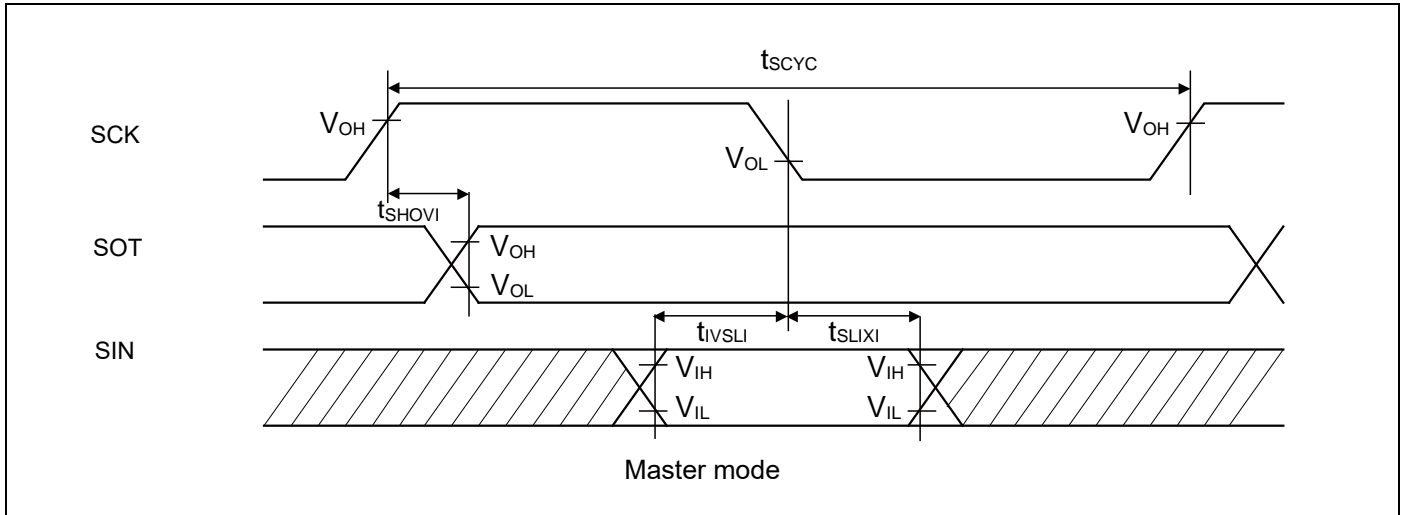 tSCYC
SCK
VOH
VOL
VOH
tSHOVI
SOT
VOH
VOL
tIVSLI
tSLIXI
SIN
VIH
VIH
VIL
VIL
Master mode